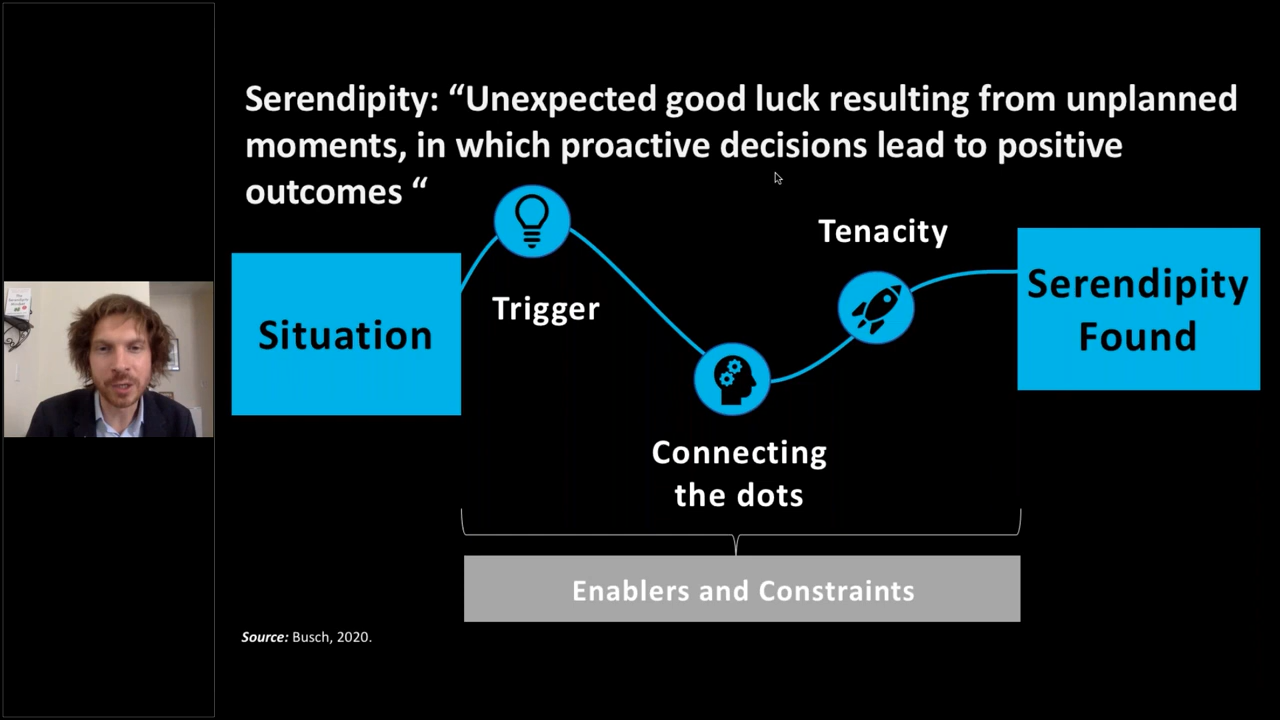 Serendipity: “Unexpected good luck resulting from unplanned
moments, in which proactive decisions lead to positive
outcomes “
Tenacity
Situation
Trigger
Serendipity
Found
Connecting
the dots
Enablers and Constraints
Source: Busch, 2020.